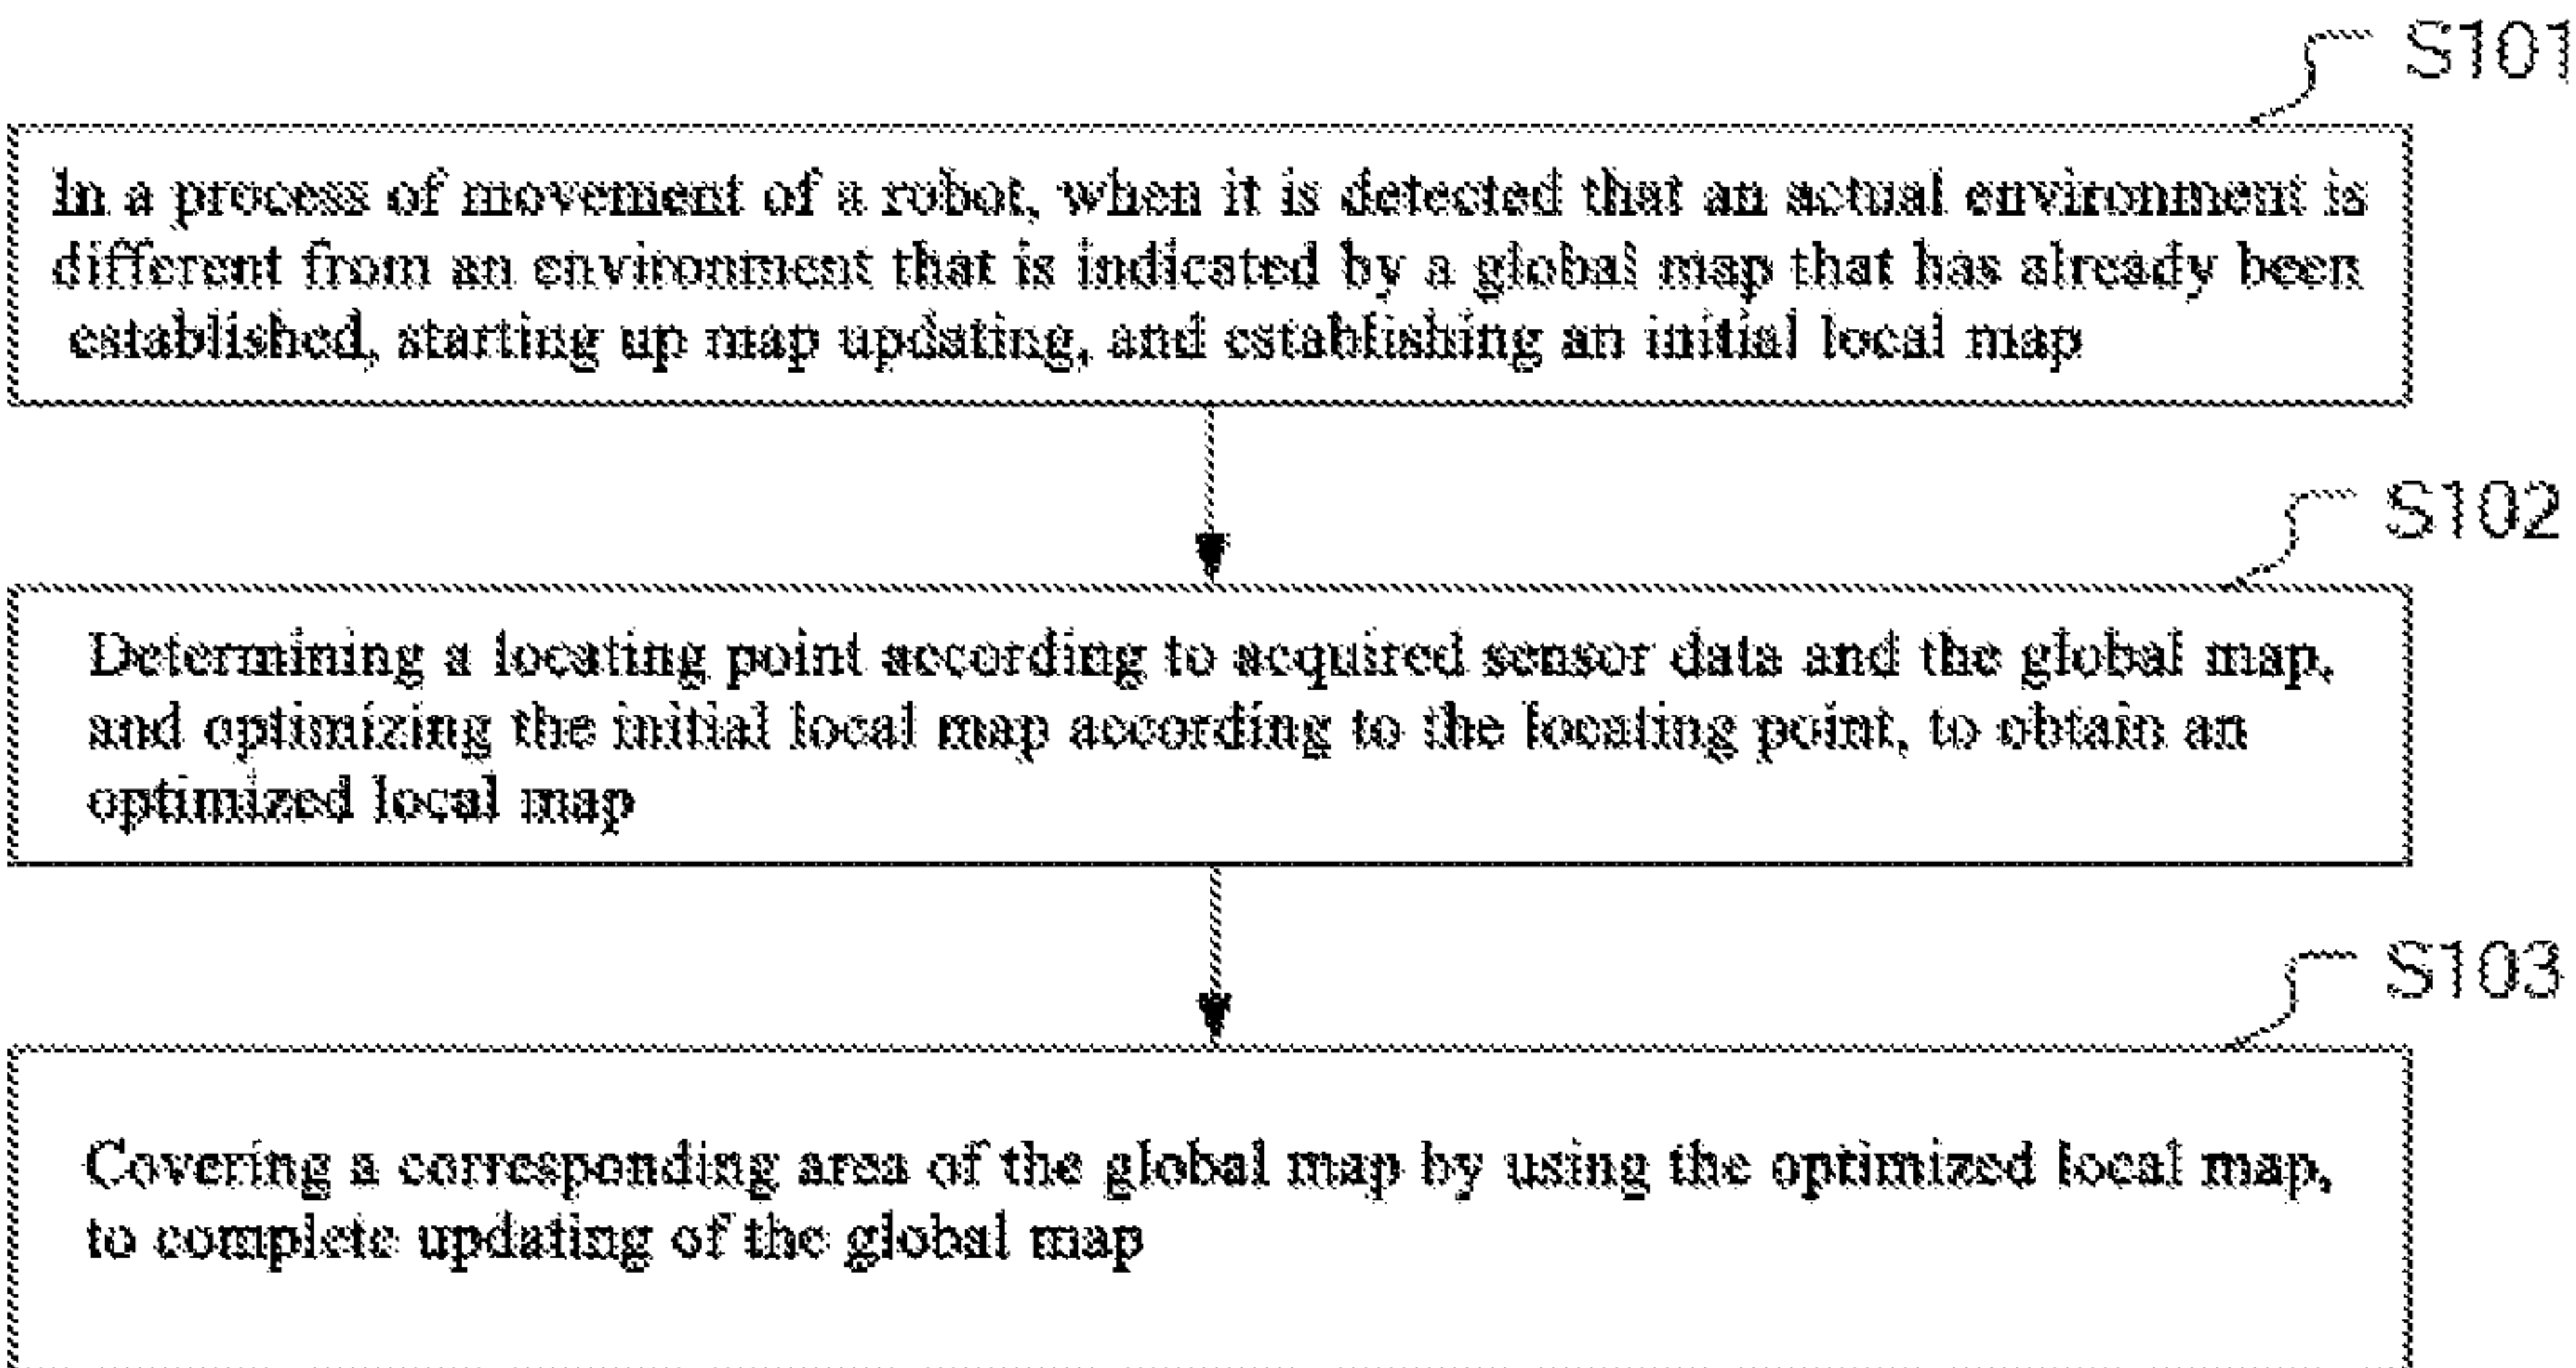 S101
In a process of movement of a robot, when it is detected that an actual environment is
different from an environment that is indicated by a global map that has already been
established, starting up map updating, and establishing an initial local map
S102
Determining a locating point according to acquired sensor data and the global map,
and optimizing the initial local map according to the locating point, to obtain an
optimized local map
S103
Covering a corresponding area of the global map by using the optimized local map,
to complete updating of the global map